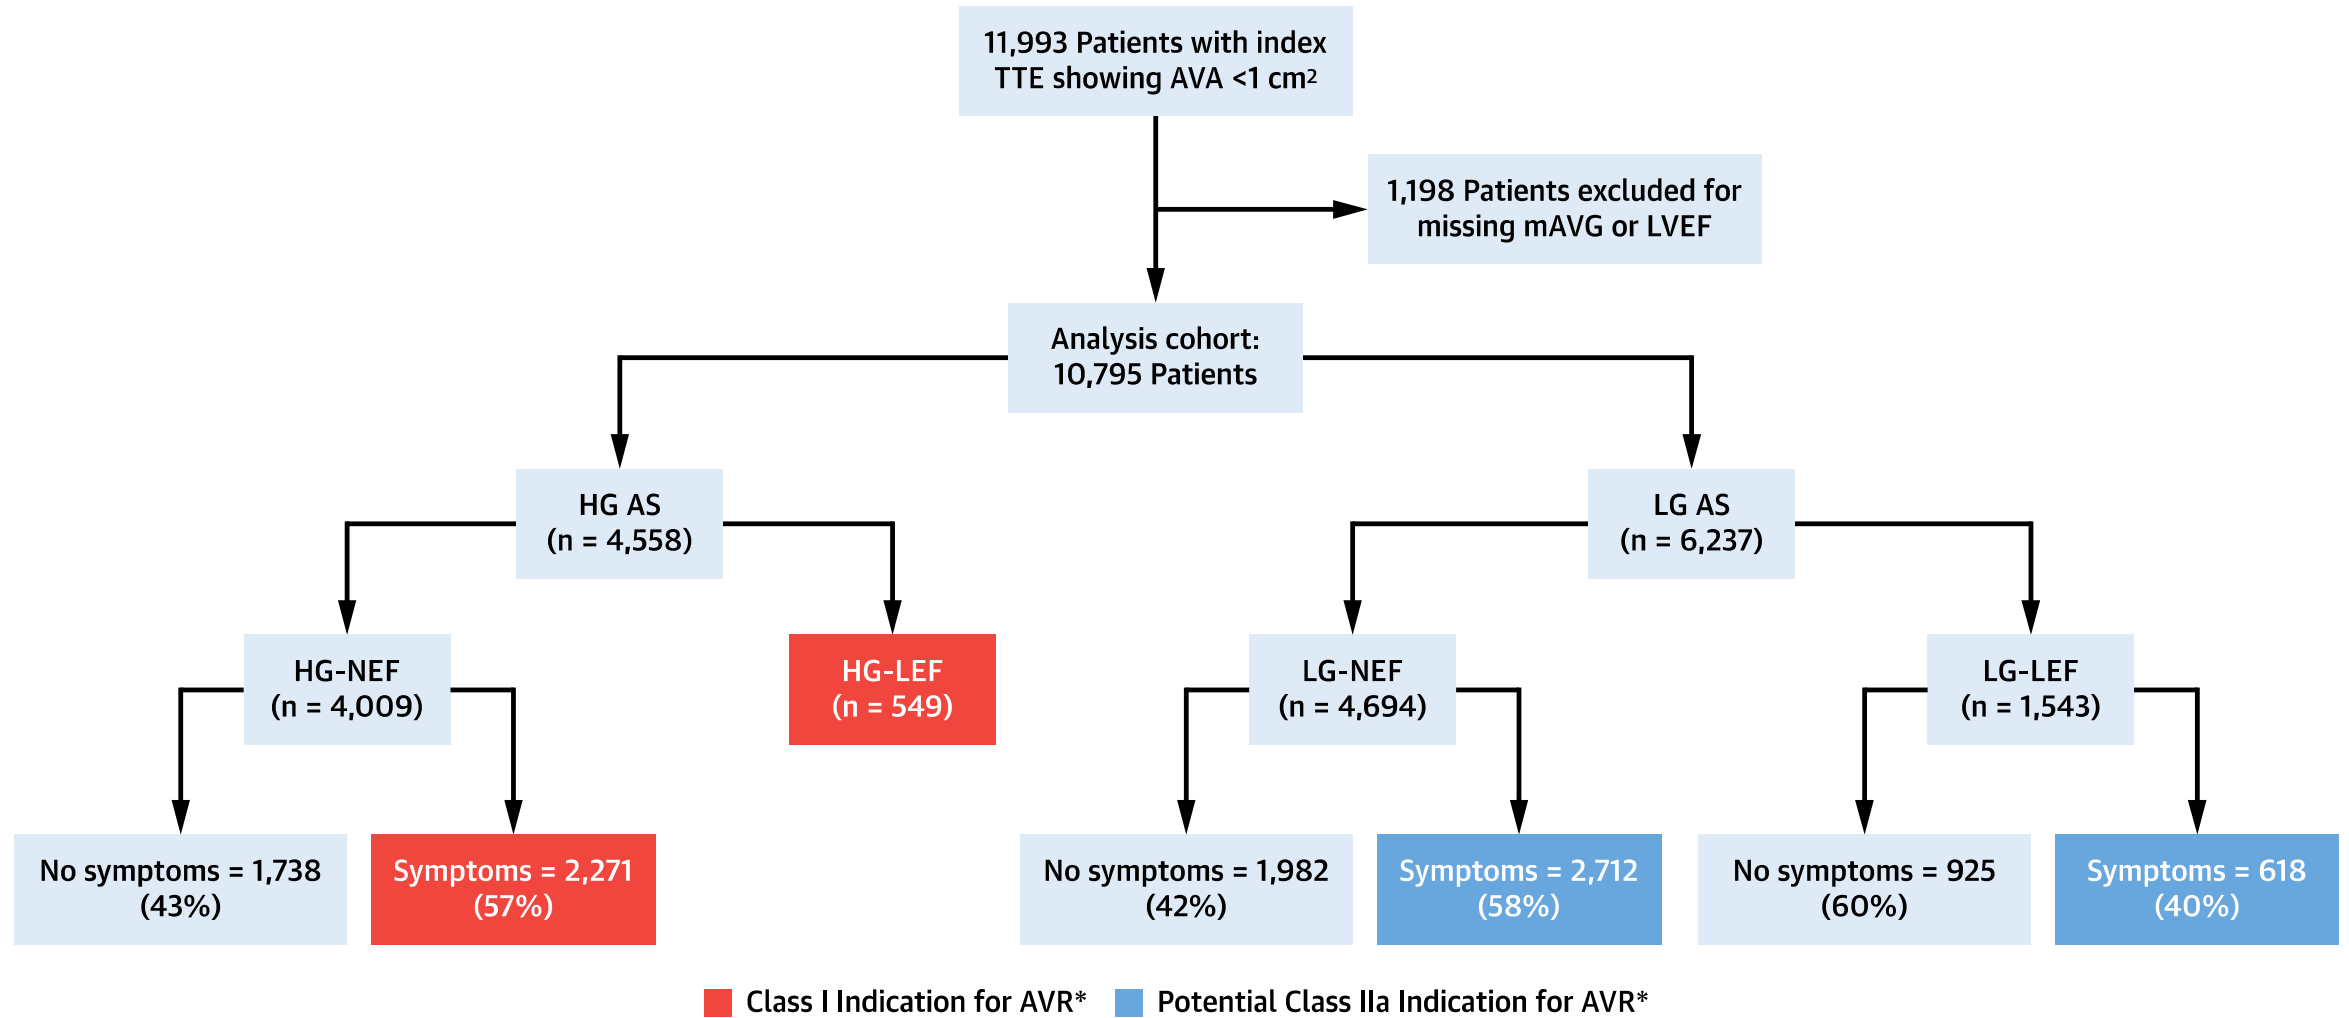 11,993 Patients with index
TTE showing AVA <1 cm²
1,198 Patients excluded for
missing mAVG or LVEF
Analysis cohort:
10,795 Patients
HG AS
(n = 4,558)
LG AS
(n = 6,237)
HG-NEF
(n = 4,009)
HG-LEF
(n = 549)
LG-NEF
(n = 4,694)
LG-LEF
(n = 1,543)
No symptoms = 1,738
(43%)
Symptoms = 2,271
(57%)
No symptoms = 1,982
(42%)
Symptoms = 2,712
(58%)
No symptoms = 925
(60%)
Symptoms = 618
(40%)
Class I Indication for AVR*
Potential Class IIa Indication for AVR*